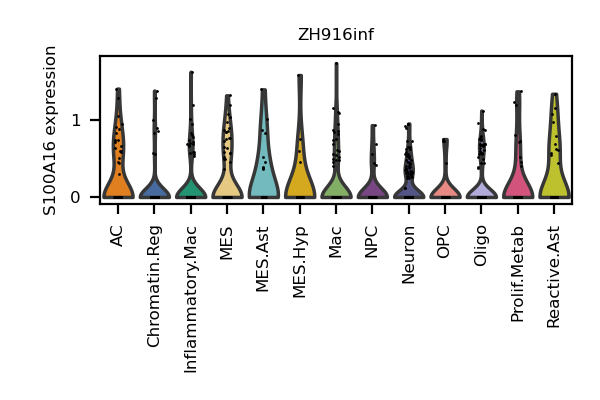 ZH916inf
S100A16 expression
1
0
AC
Chromatin.Reg
Inflammatory.Mac
MES
MES.Ast
MES.Hyp
Mac
NPC
Neuron
OPC
Oligo
Prolif.Metab
Reactive.Ast